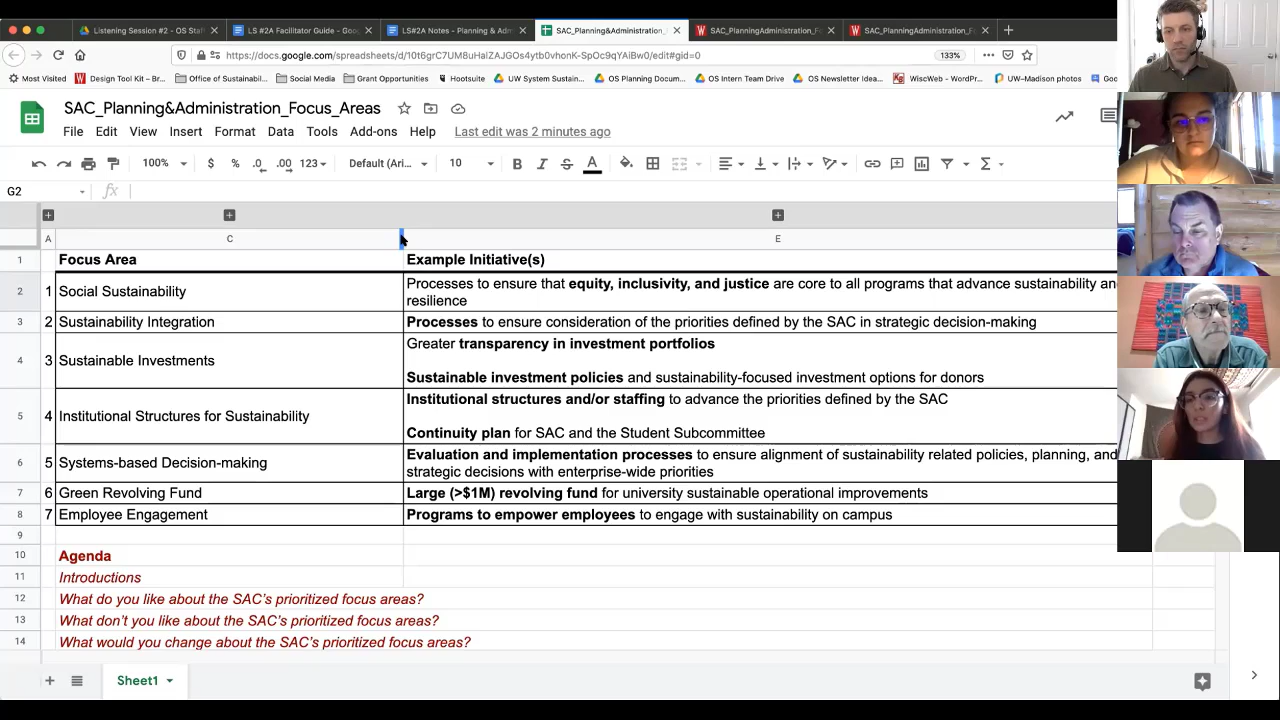 Listening Session #2 - OS Staf
LS #2A Facilitator Guide - Goo
LS#2A Notes - Planning & Adm
SAC_Planning&Administration_
SAC_Planning&Administration_F
SAC_Planning&Administration_F
https://docs.google.com/spreadsheets/d/10t6grC7UM8uHaIZAJGOs4ytb0vhonK-SpOc9qYAiBw0/edit#gid=0
133%
Most Visited
Design Tool Kit – Br...
Office of Sustainabil...
Social Media
Grant Opportunities
Hootsuite
UW System Sustain...
OS Planning Docum...
OS Intern Team Drive
OS Newsletter Idea...
WiscWeb - WordPr...
UW–Madison photos
Goo
SAC_Planning&Administration_Focus_Areas
File Edit View Insert Format Data Tools Add-ons Help Last edit was 2 minutes ago
100% $ % .0 .00 123 Default (Ari... 10 B I S A
G2 fx
A C E
1 Focus Area Example Initiative(s)
2 1 Social Sustainability Processes to ensure that equity, inclusivity, and justice are core to all programs that advance sustainability an
resilience
3 2 Sustainability Integration Processes to ensure consideration of the priorities defined by the SAC in strategic decision-making
4 3 Sustainable Investments Greater transparency in investment portfolios
Sustainable investment policies and sustainability-focused investment options for donors
5 4 Institutional Structures for Sustainability Institutional structures and/or staffing to advance the priorities defined by the SAC
Continuity plan for SAC and the Student Subcommittee
6 5 Systems-based Decision-making Evaluation and implementation processes to ensure alignment of sustainability related policies, planning, and
strategic decisions with enterprise-wide priorities
7 6 Green Revolving Fund Large (>$1M) revolving fund for university sustainable operational improvements
8 7 Employee Engagement Programs to empower employees to engage with sustainability on campus
9
10 Agenda
11 Introductions
12 What do you like about the SAC's prioritized focus areas?
13 What don't you like about the SAC's prioritized focus areas?
14 What would you change about the SAC's prioritized focus areas?
Sheet1